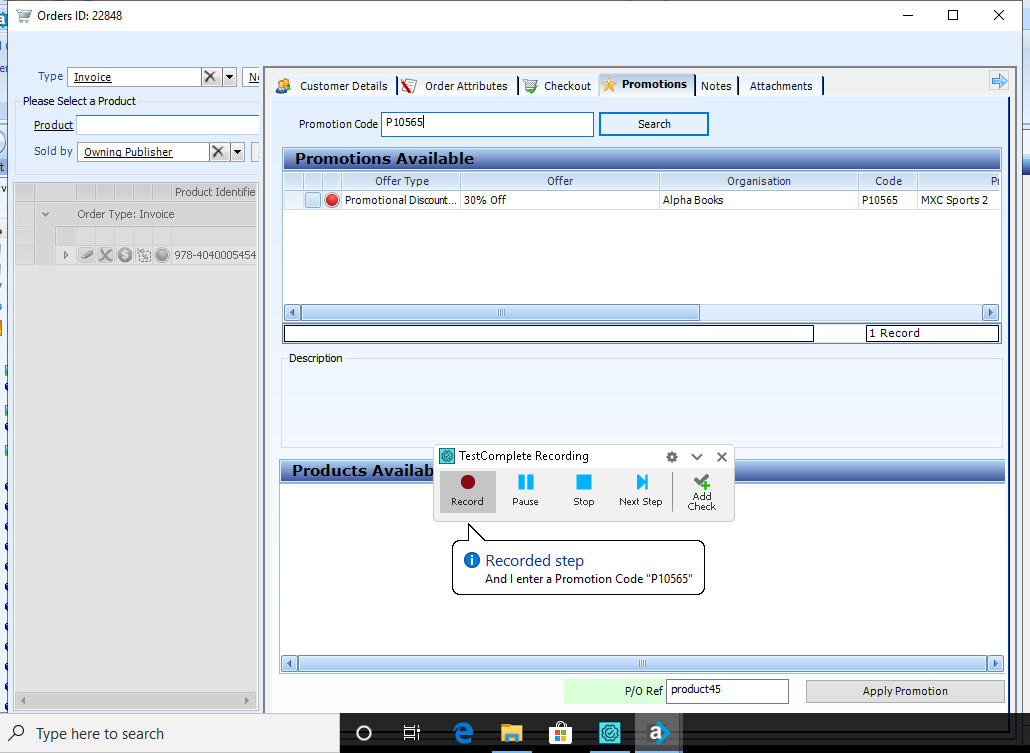 Orders ID: 22848
Type Invoice
Customer Details Order Attributes Checkout Promotions Notes Attachments
Please Select a Product
Product
Promotion Code P10565 Search
Sold by Owning Publisher
Promotions Available
Offer Type Offer Organisation Code
Product Identifie
Promotional Discount... 30% Off Alpha Books P10565 MXC Sports 2
Order Type: Invoice
978-4040005454
1 Record
Description
TestComplete Recording
Products Availab
Record Pause Stop Next Step Add Check
Recorded step
And I enter a Promotion Code "P10565"
P/O Ref product45 Apply Promotion
Type here to search